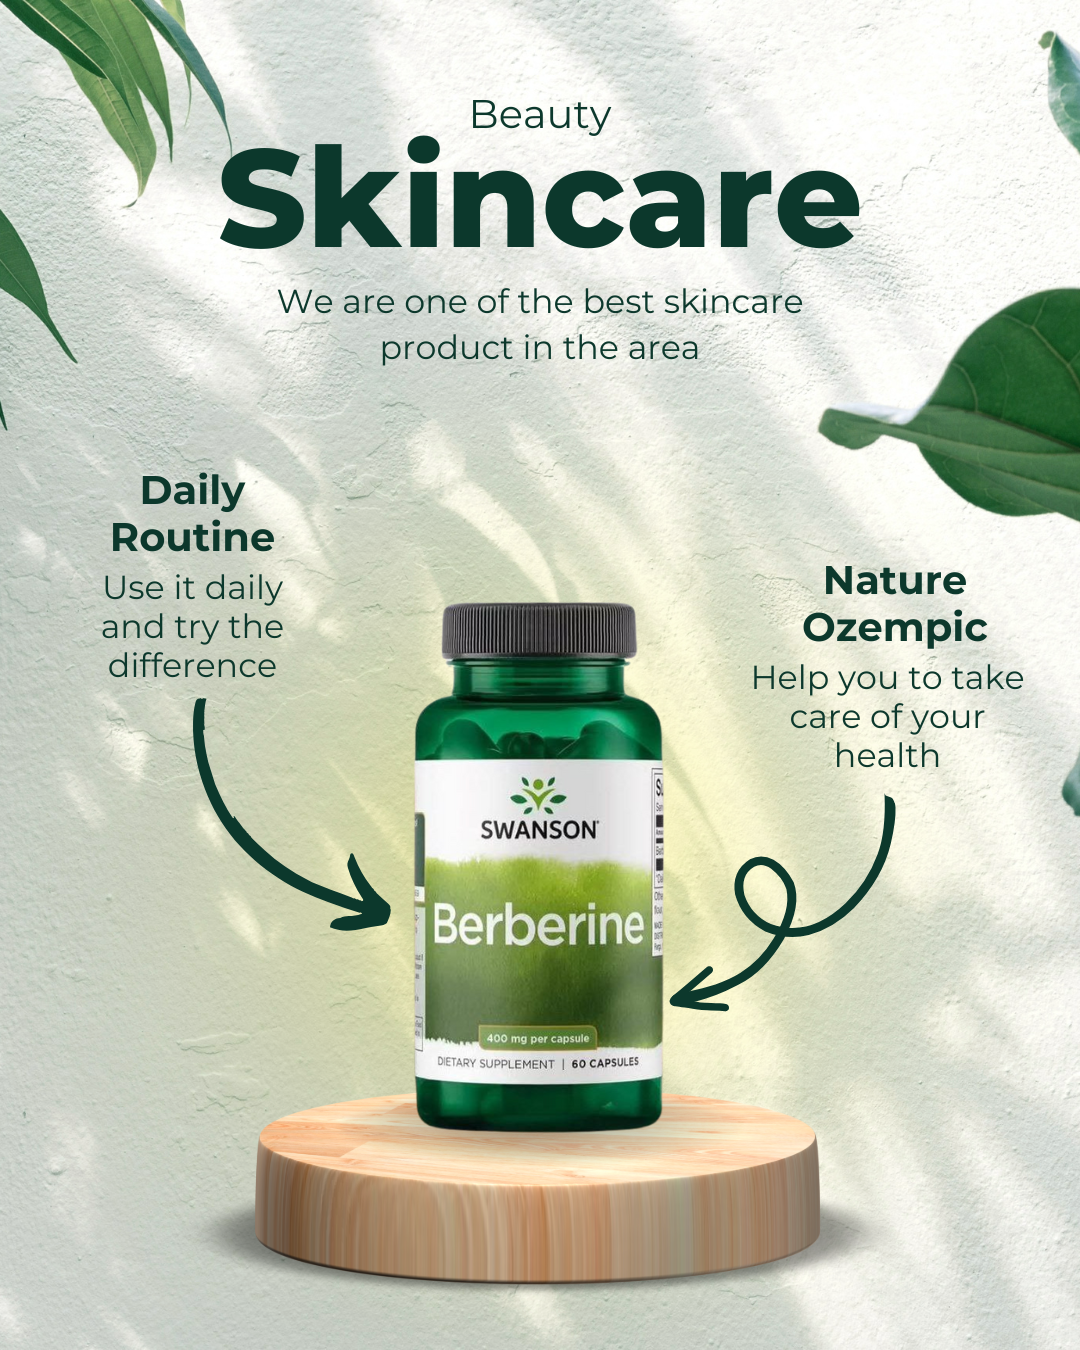 Beauty
Skincare
We are one of the best skincare
product in the area
Daily
Routine
Use it daily
and try the
difference
Nature
Ozempic
Help you to take
care of your
health
SWANSON
Berberine
400 mg per capsule
DIETARY SUPPLEMENT | 60 CAPSULES